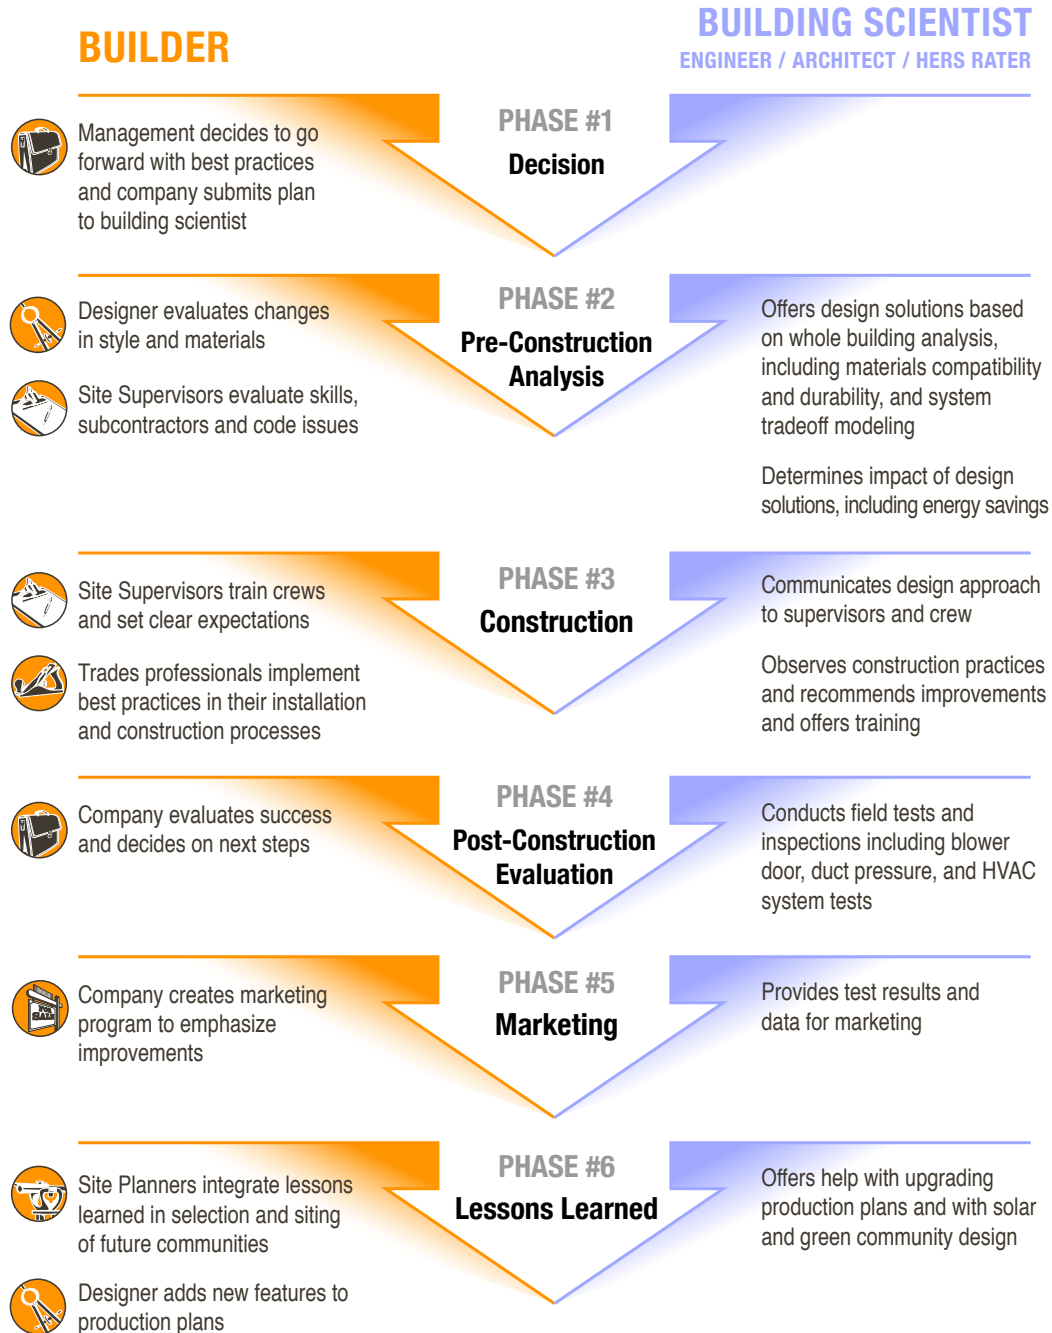 BUILDER
BUILDING SCIENTIST
ENGINEER / ARCHITECT / HERS RATER
PHASE #1
Decision
Management decides to go
forward with best practices
and company submits plan
to building scientist
PHASE #2
Pre-Construction
Analysis
Designer evaluates changes
in style and materials
Site Supervisors evaluate skills,
subcontractors and code issues
Offers design solutions based
on whole building analysis,
including materials compatibility
and durability, and system
tradeoff modeling
Determines impact of design
solutions, including energy savings
PHASE #3
Construction
Site Supervisors train crews
and set clear expectations
Trades professionals implement
best practices in their installation
and construction processes
Communicates design approach
to supervisors and crew
Observes construction practices
and recommends improvements
and offers training
PHASE #4
Post-Construction
Evaluation
Company evaluates success
and decides on next steps
Conducts field tests and
inspections including blower
door, duct pressure, and HVAC
system tests
PHASE #5
Marketing
FOR
SALE
Company creates marketing
program to emphasize
improvements
Provides test results and
data for marketing
PHASE #6
Lessons Learned
Site Planners integrate lessons
learned in selection and siting
of future communities
Designer adds new features to
production plans
Offers help with upgrading
production plans and with solar
and green community design